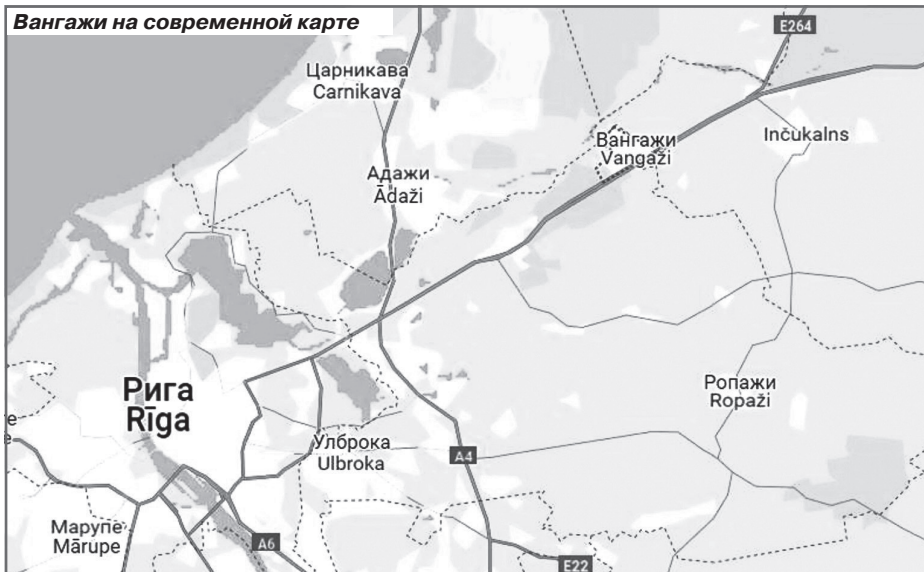 Вангажи на современной карте
E264
Царникава
Carnikava
Вангажи
Vangaži
Inčukalns
Адажи
Ādaži
Рига
Rīga
Ропажи
Ropaži
е
e
Улброка
Ulbroka
A4
Марупе
Mārupe
A6
E22